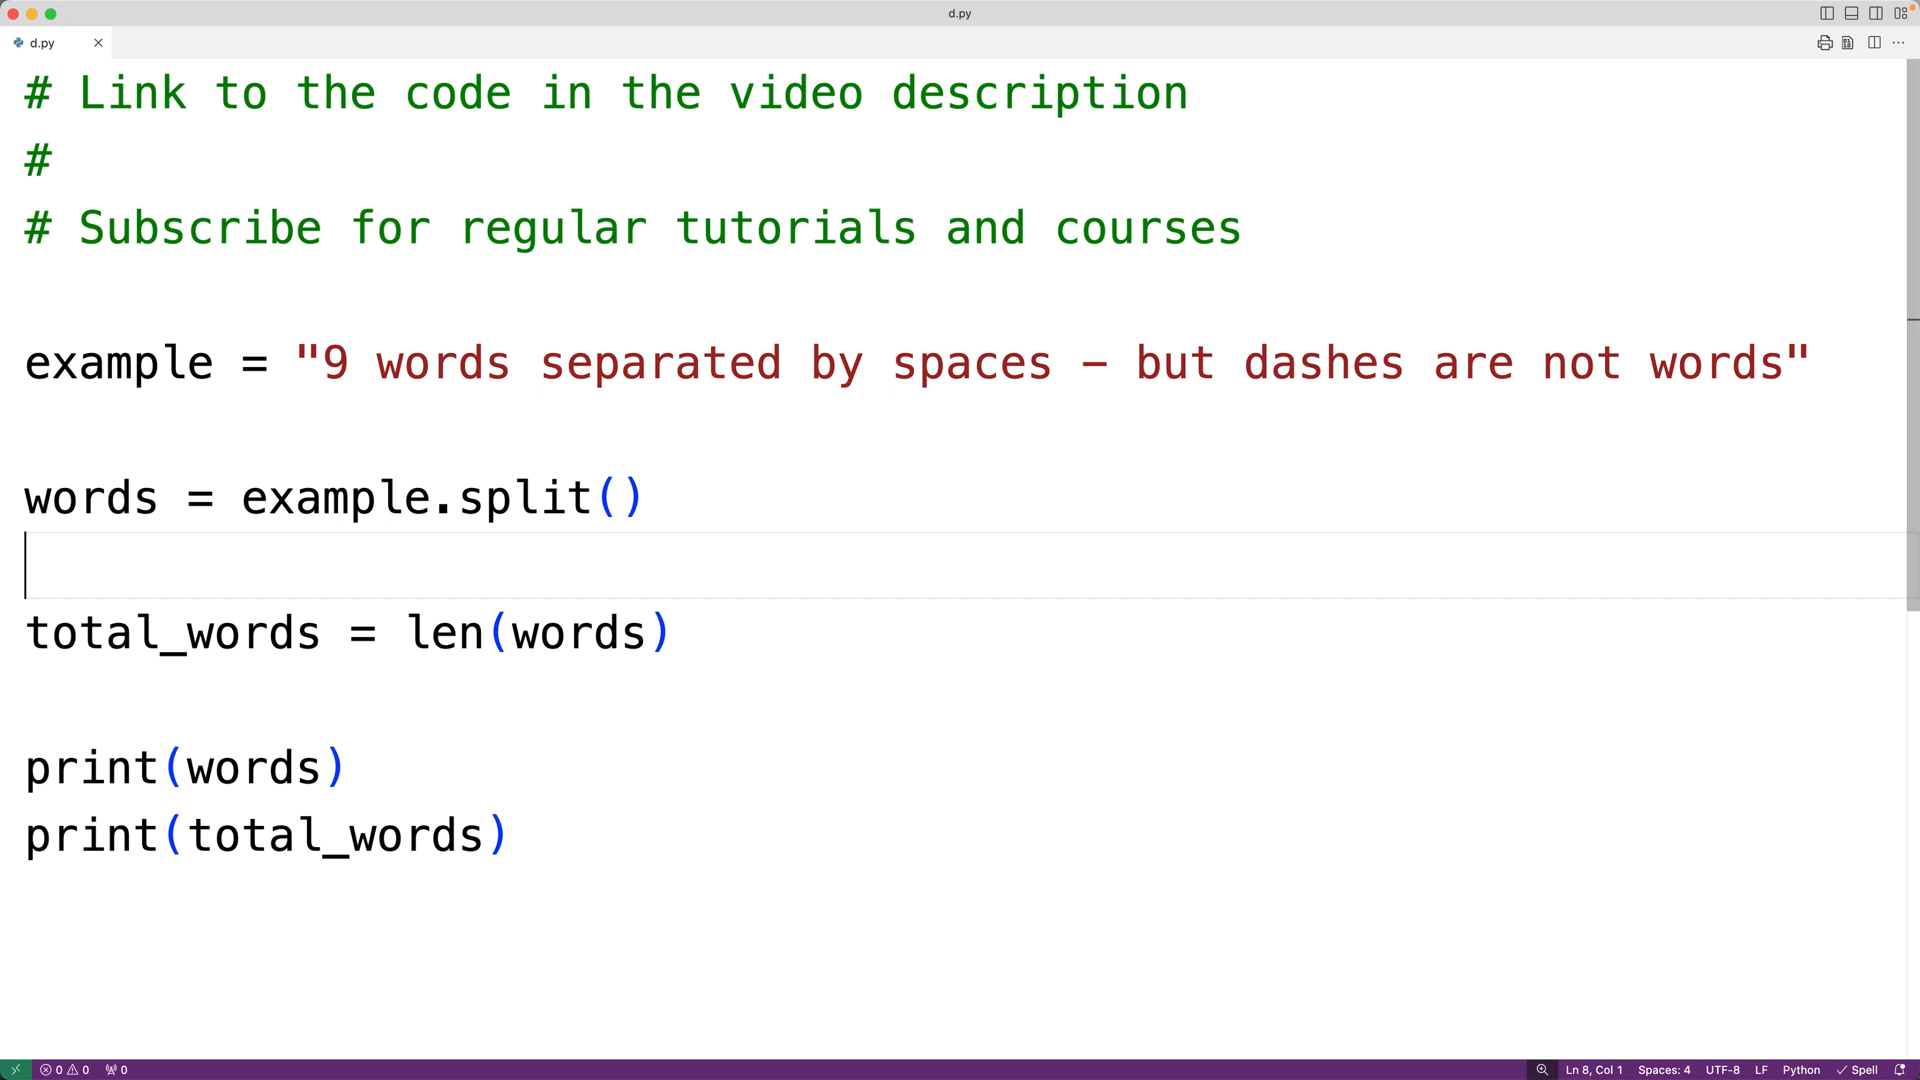 d.py
d.py
# Link to the code in the video description
#
# Subscribe for regular tutorials and courses
example = "9 words separated by spaces - but dashes are not words"
words = example.split()
total_words = len(words)
print(words)
print(total_words)
0 0 0 Ln 8, Col 1 Spaces: 4 UTF-8 LF Python Spell